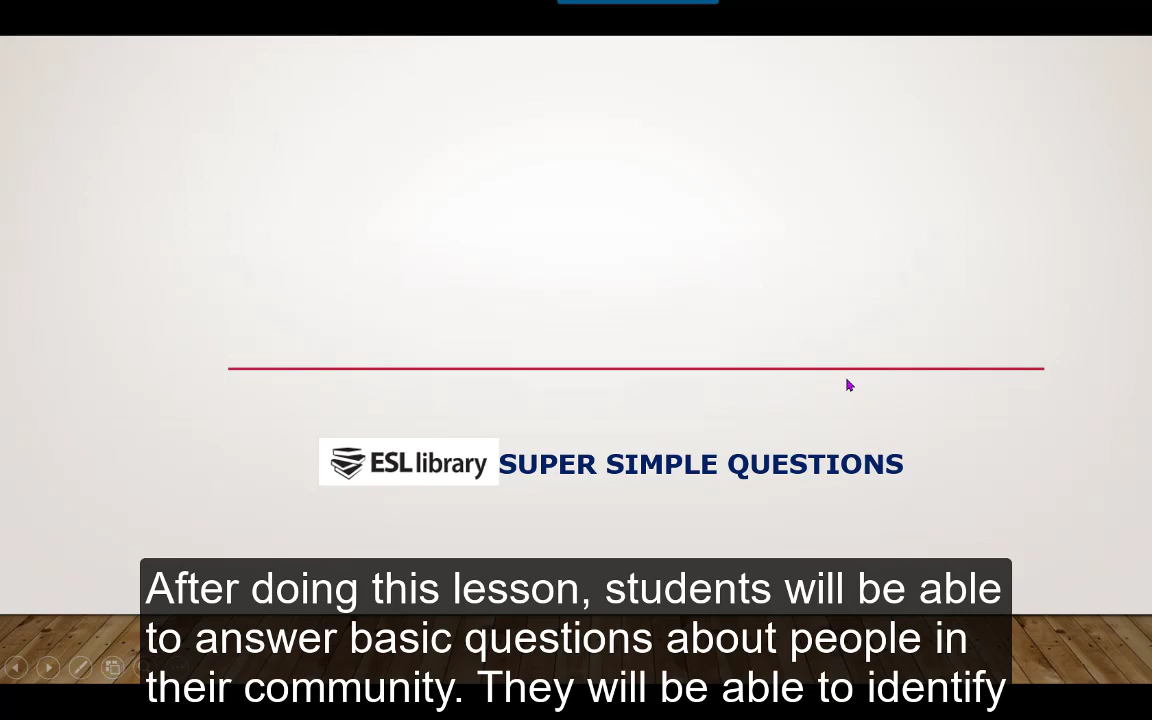 ESL library SUPER SIMPLE QUESTIONS
After doing this lesson, students will be able
to answer basic questions about people in
their community. They will be able to identify